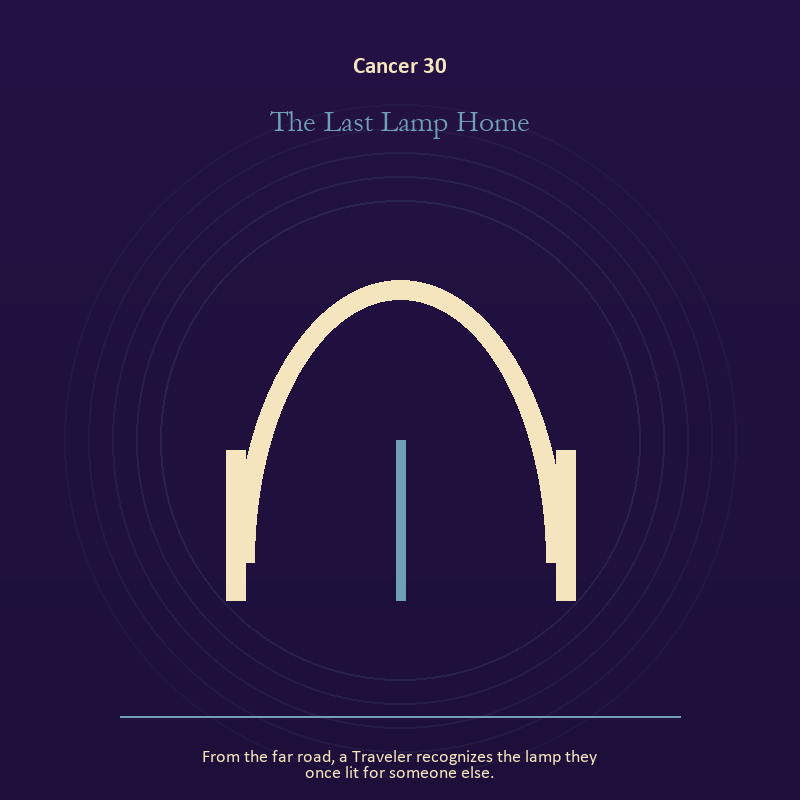 Cancer 30
The Last Lamp Home
From the far road, a Traveler recognizes the lamp they
once lit for someone else.